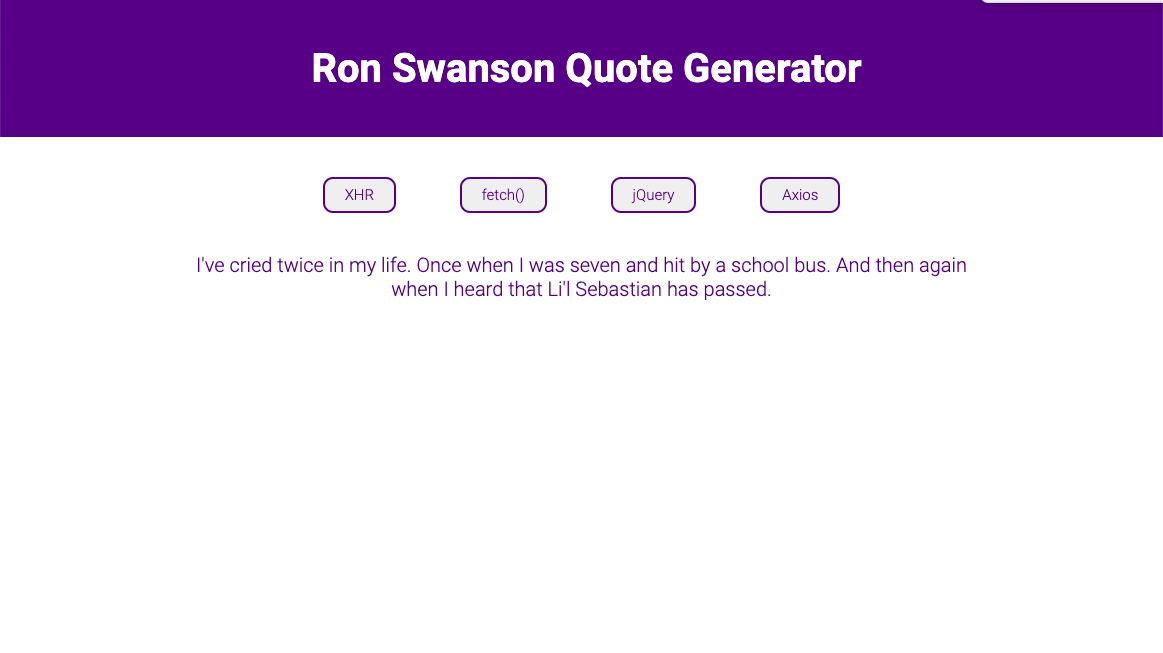 Ron Swanson Quote Generator
XHR
fetch()
jQuery
Axios
I've cried twice in my life. Once when I was seven and hit by a school bus. And then again
when I heard that Li'l Sebastian has passed.